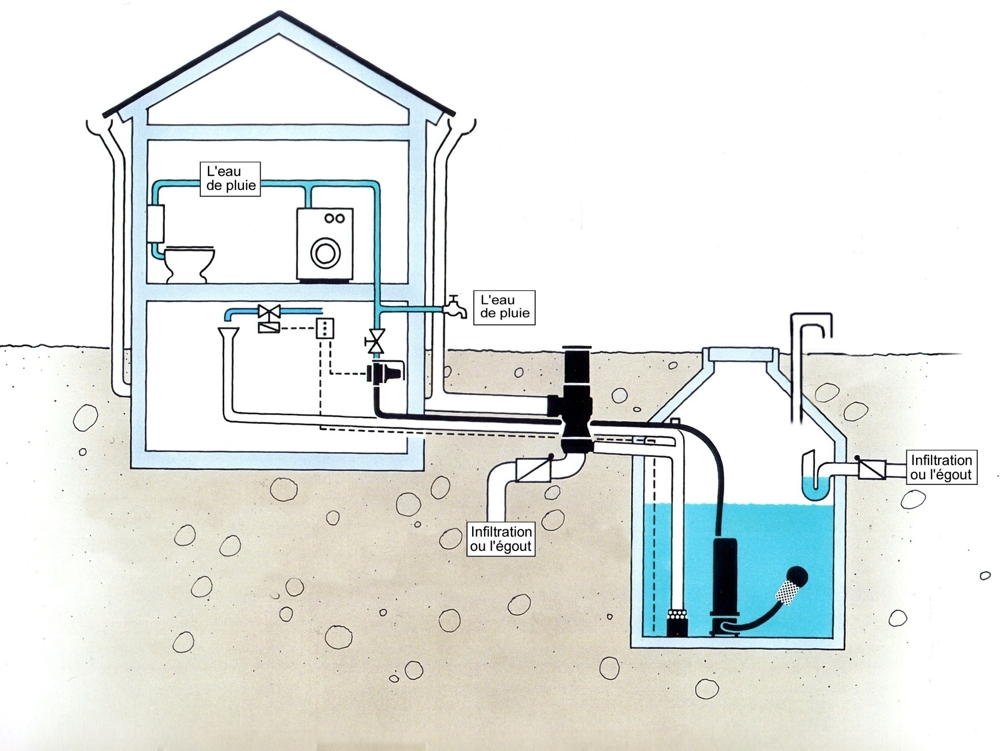 L'eau
de pluie
L'eau
de pluie
Infiltration
ou l'égout
Infiltration
ou l'égout